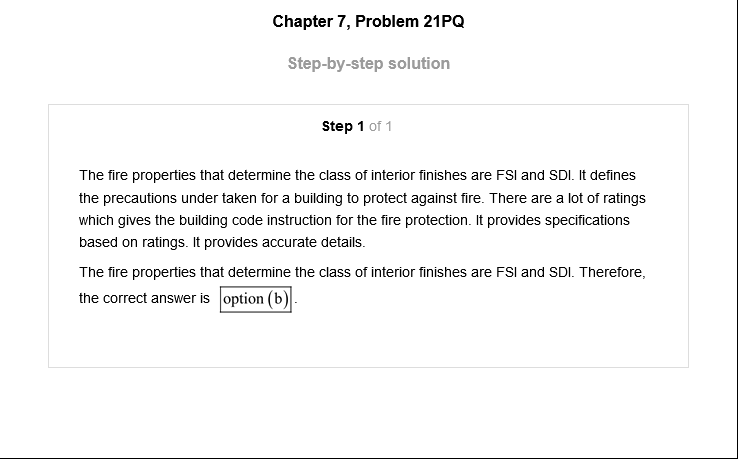 Chapter 7, Problem 21PQ
Step-by-step solution
Step 1 of 1
The fire properties that determine the class of interior finishes are FSI and SDI. It defines
the precautions under taken for a building to protect against fire. There are a lot of ratings
which gives the building code instruction for the fire protection. It provides specifications
based on ratings. It provides accurate details.
The fire properties that determine the class of interior finishes are FSI and SDI. Therefore,
the correct answer is option (b).